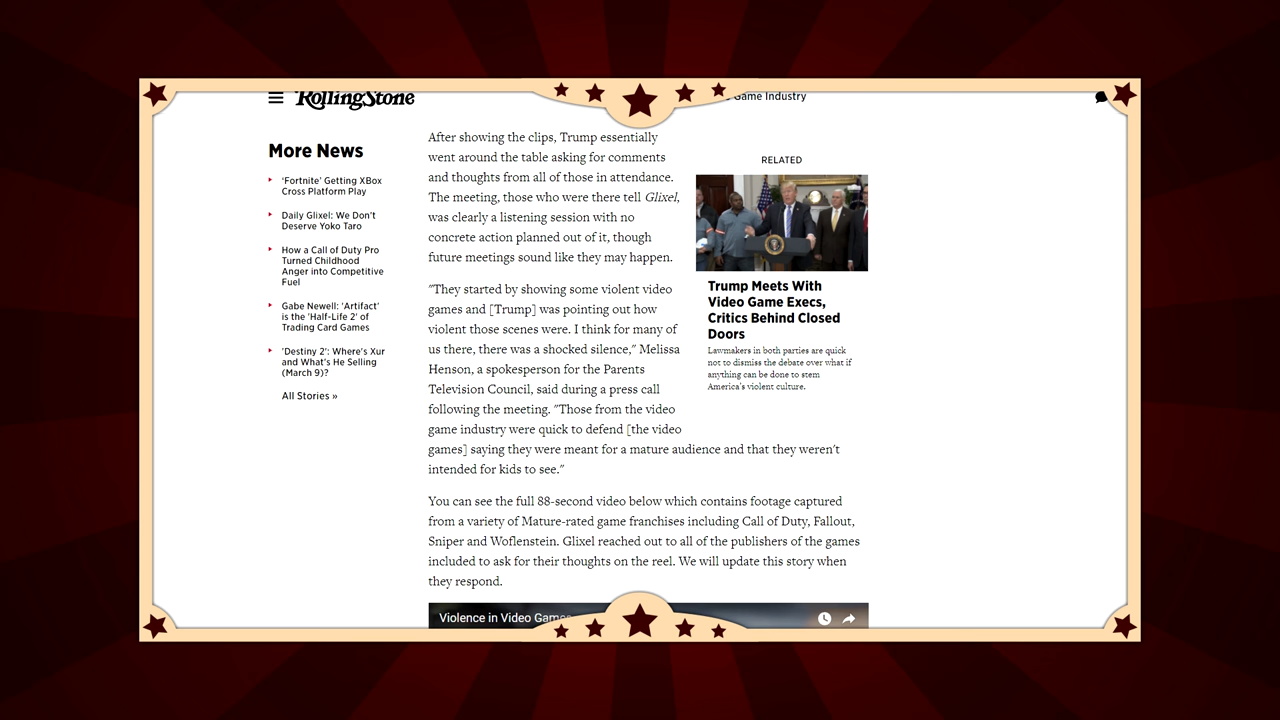 RollingStone
Game Industry
More News
'Fortnite' Getting XBox
Cross Platform Play
Daily Glixel: We Don't
Deserve Yoko Taro
How a Call of Duty Pro
Turned Childhood
Anger into Competitive
Fuel
Gabe Newell: 'Artifact'
is the 'Half-Life 2' of
Trading Card Games
'Destiny 2': Where's Xur
and What's He Selling
(March 9)?
All Stories »
After showing the clips, Trump essentially
went around the table asking for comments
and thoughts from all of those in attendance.
The meeting, those who were there tell Glixel,
was clearly a listening session with no
concrete action planned out of it, though
future meetings sound like they may happen.
"They started by showing some violent video
games and [Trump] was pointing out how
violent those scenes were. I think for many of
us there, there was a shocked silence," Melissa
Henson, a spokesperson for the Parents
Television Council, said during a press call
following the meeting. "Those from the video
game industry were quick to defend [the video
games] saying they were meant for a mature audience and that they weren't
intended for kids to see."
You can see the full 88-second video below which contains footage captured
from a variety of Mature-rated game franchises including Call of Duty, Fallout,
Sniper and Woflenstein. Glixel reached out to all of the publishers of the games
included to ask for their thoughts on the reel. We will update this story when
they respond.
RELATED
Trump Meets With
Video Game Execs,
Critics Behind Closed
Doors
Lawmakers in both parties are quick
not to dismiss the debate over what if
anything can be done to stem
America's violent culture.
Violence in Video Games